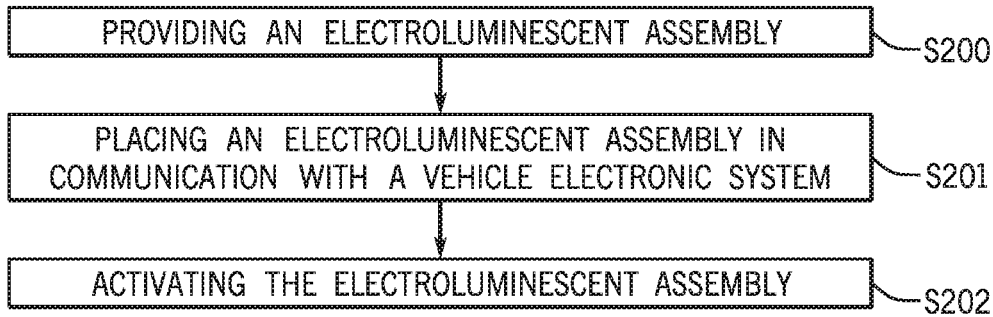 PROVIDING AN ELECTROLUMINESCENT ASSEMBLY
S200
PLACING AN ELECTROLUMINESCENT ASSEMBLY IN
COMMUNICATION WITH A VEHICLE ELECTRONIC SYSTEM
S201
ACTIVATING THE ELECTROLUMINESCENT ASSEMBLY
S202